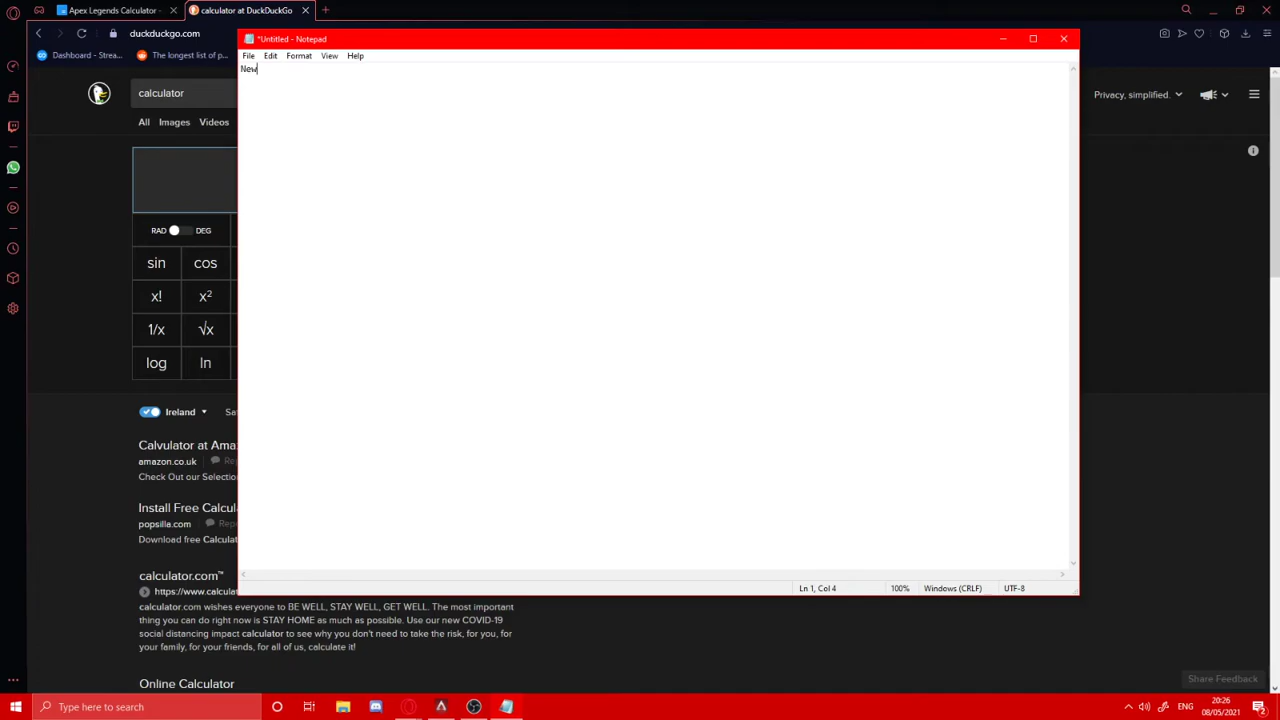 Apex Legends Calculator -
calculator at DuckDuckGo
duckduckgo.com
Dashboard - Strea...
The longest list of p...
*Untitled - Notepad
File Edit Format View Help
New
calculator
Privacy, simplified.
All Images Videos
RAD DEG
sin cos
x! x²
1/x √x
log ln
Ireland
Calvulator at Ama
amazon.co.uk
Check Out our Selection
Install Free Calcul
popsilla.com
Download free Calculat
calculator.com™
https://www.calculat
calculator.com wishes everyone to BE WELL, STAY WELL, GET WELL. The most important
thing you can do right now is STAY HOME as much as possible. Use our new COVID-19
social distancing impact calculator to see why you don't need to take the risk, for you, for
your family, for your friends, for all of us, calculate it!
Online Calculator
Ln 1, Col 4 100% Windows (CRLF) UTF-8
Share Feedback
Type here to search
ENG
20:26
08/05/2021
2